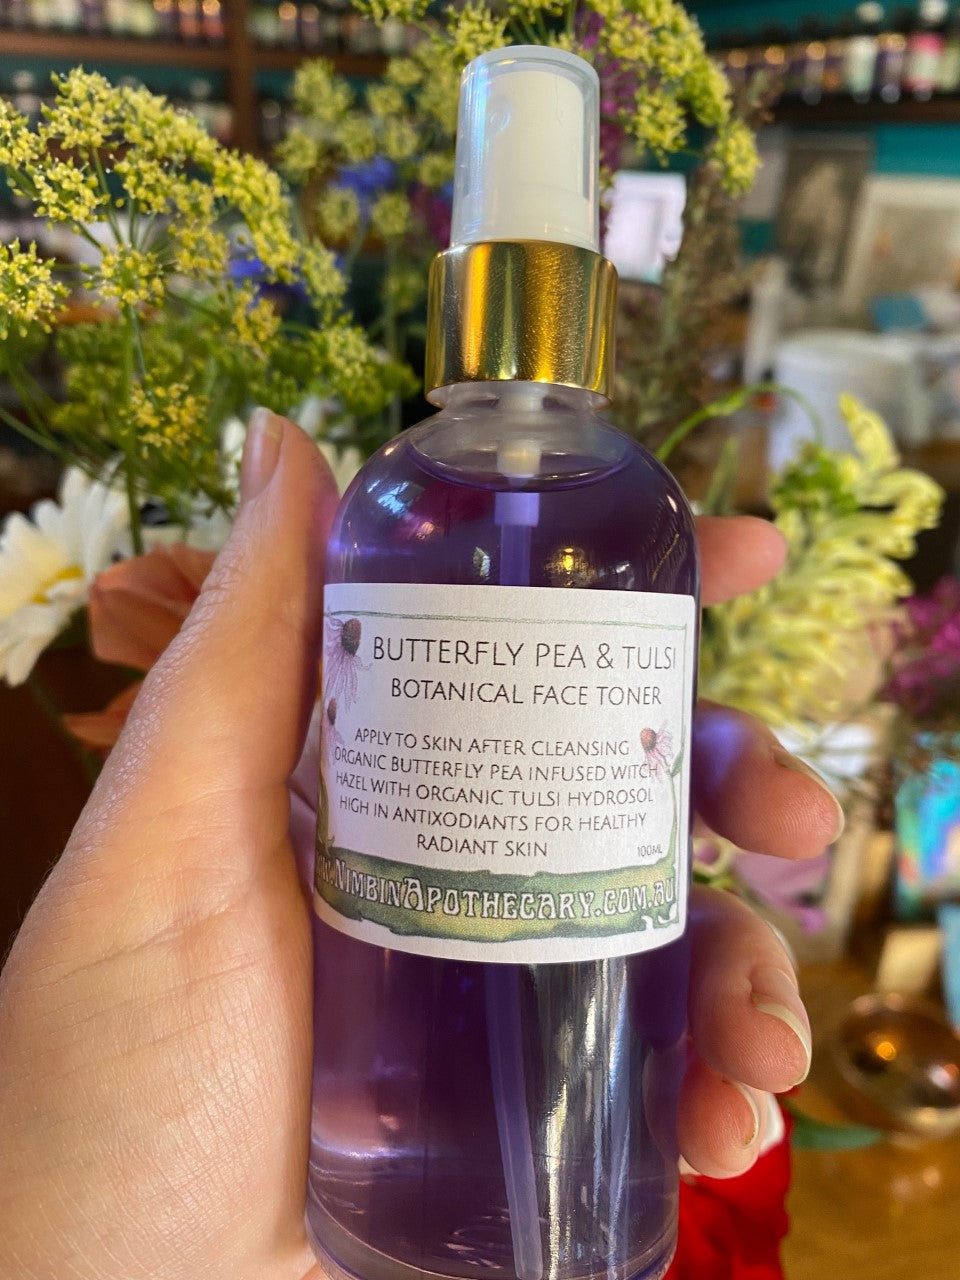 BUTTERFLY PEA & TULSI
BOTANICAL FACE TONER
APPLY TO SKIN AFTER CLEANSING
ORGANIC BUTTERFLY PEA INFUSED WITCH
HAZEL WITH ORGANIC TULSI HYDROSOL
HIGH IN ANTIXODIANTS FOR HEALTHY
RADIANT SKIN
100ML
NIMBINAPOTHECARY.COM.AU